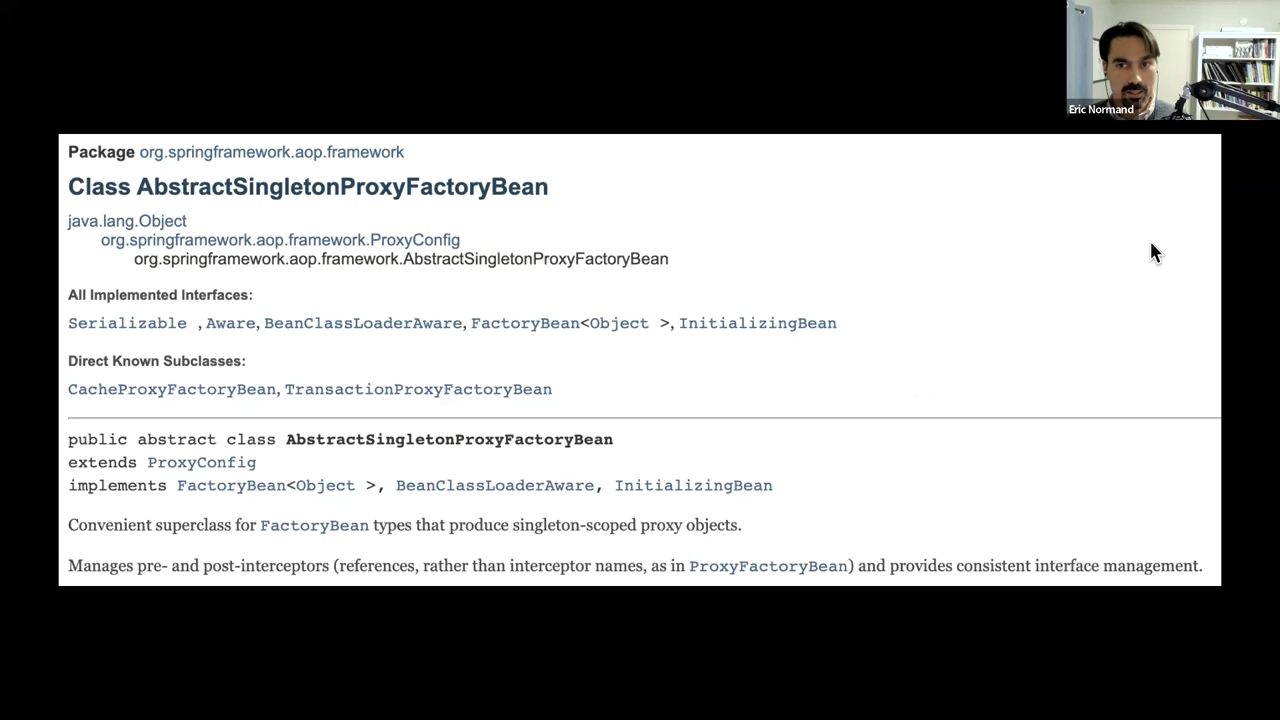 Eric Normand
Package org.springframework.aop.framework
Class AbstractSingletonProxyFactoryBean
java.lang.Object
org.springframework.aop.framework.ProxyConfig
org.springframework.aop.framework.AbstractSingletonProxyFactoryBean
All Implemented Interfaces:
Serializable , Aware, BeanClassLoaderAware, FactoryBean<Object >, InitializingBean
Direct Known Subclasses:
CacheProxyFactoryBean, TransactionProxyFactoryBean
public abstract class AbstractSingletonProxyFactoryBean
extends ProxyConfig
implements FactoryBean<Object >, BeanClassLoaderAware, InitializingBean
Convenient superclass for FactoryBean types that produce singleton-scoped proxy objects.
Manages pre- and post-interceptors (references, rather than interceptor names, as in ProxyFactoryBean) and provides consistent interface management.